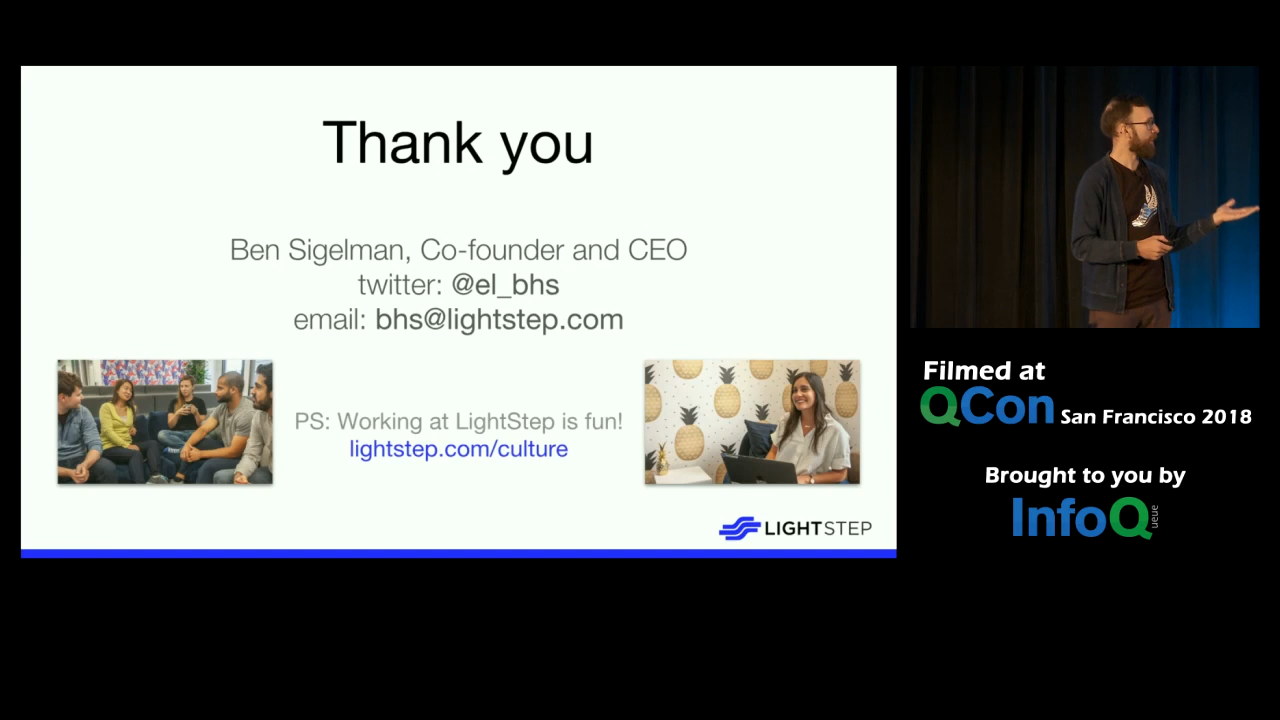 Thank you
Ben Sigelman, Co-founder and CEO
twitter: @el_bhs
email: bhs@lightstep.com
PS: Working at LightStep is fun!
lightstep.com/culture
LIGHTSTEP
Filmed at
QCon San Francisco 2018
Brought to you by
InfoQueue